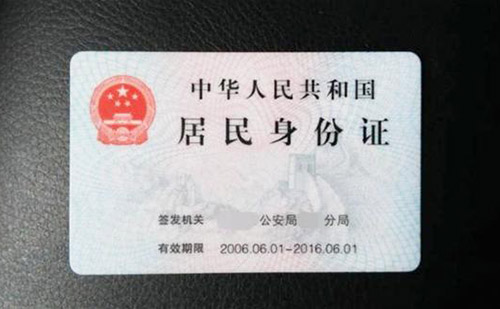 中华人民共和国
居民身份证
签发机关 公安局 分局
有效期限 2006.06.01-2016.06.01